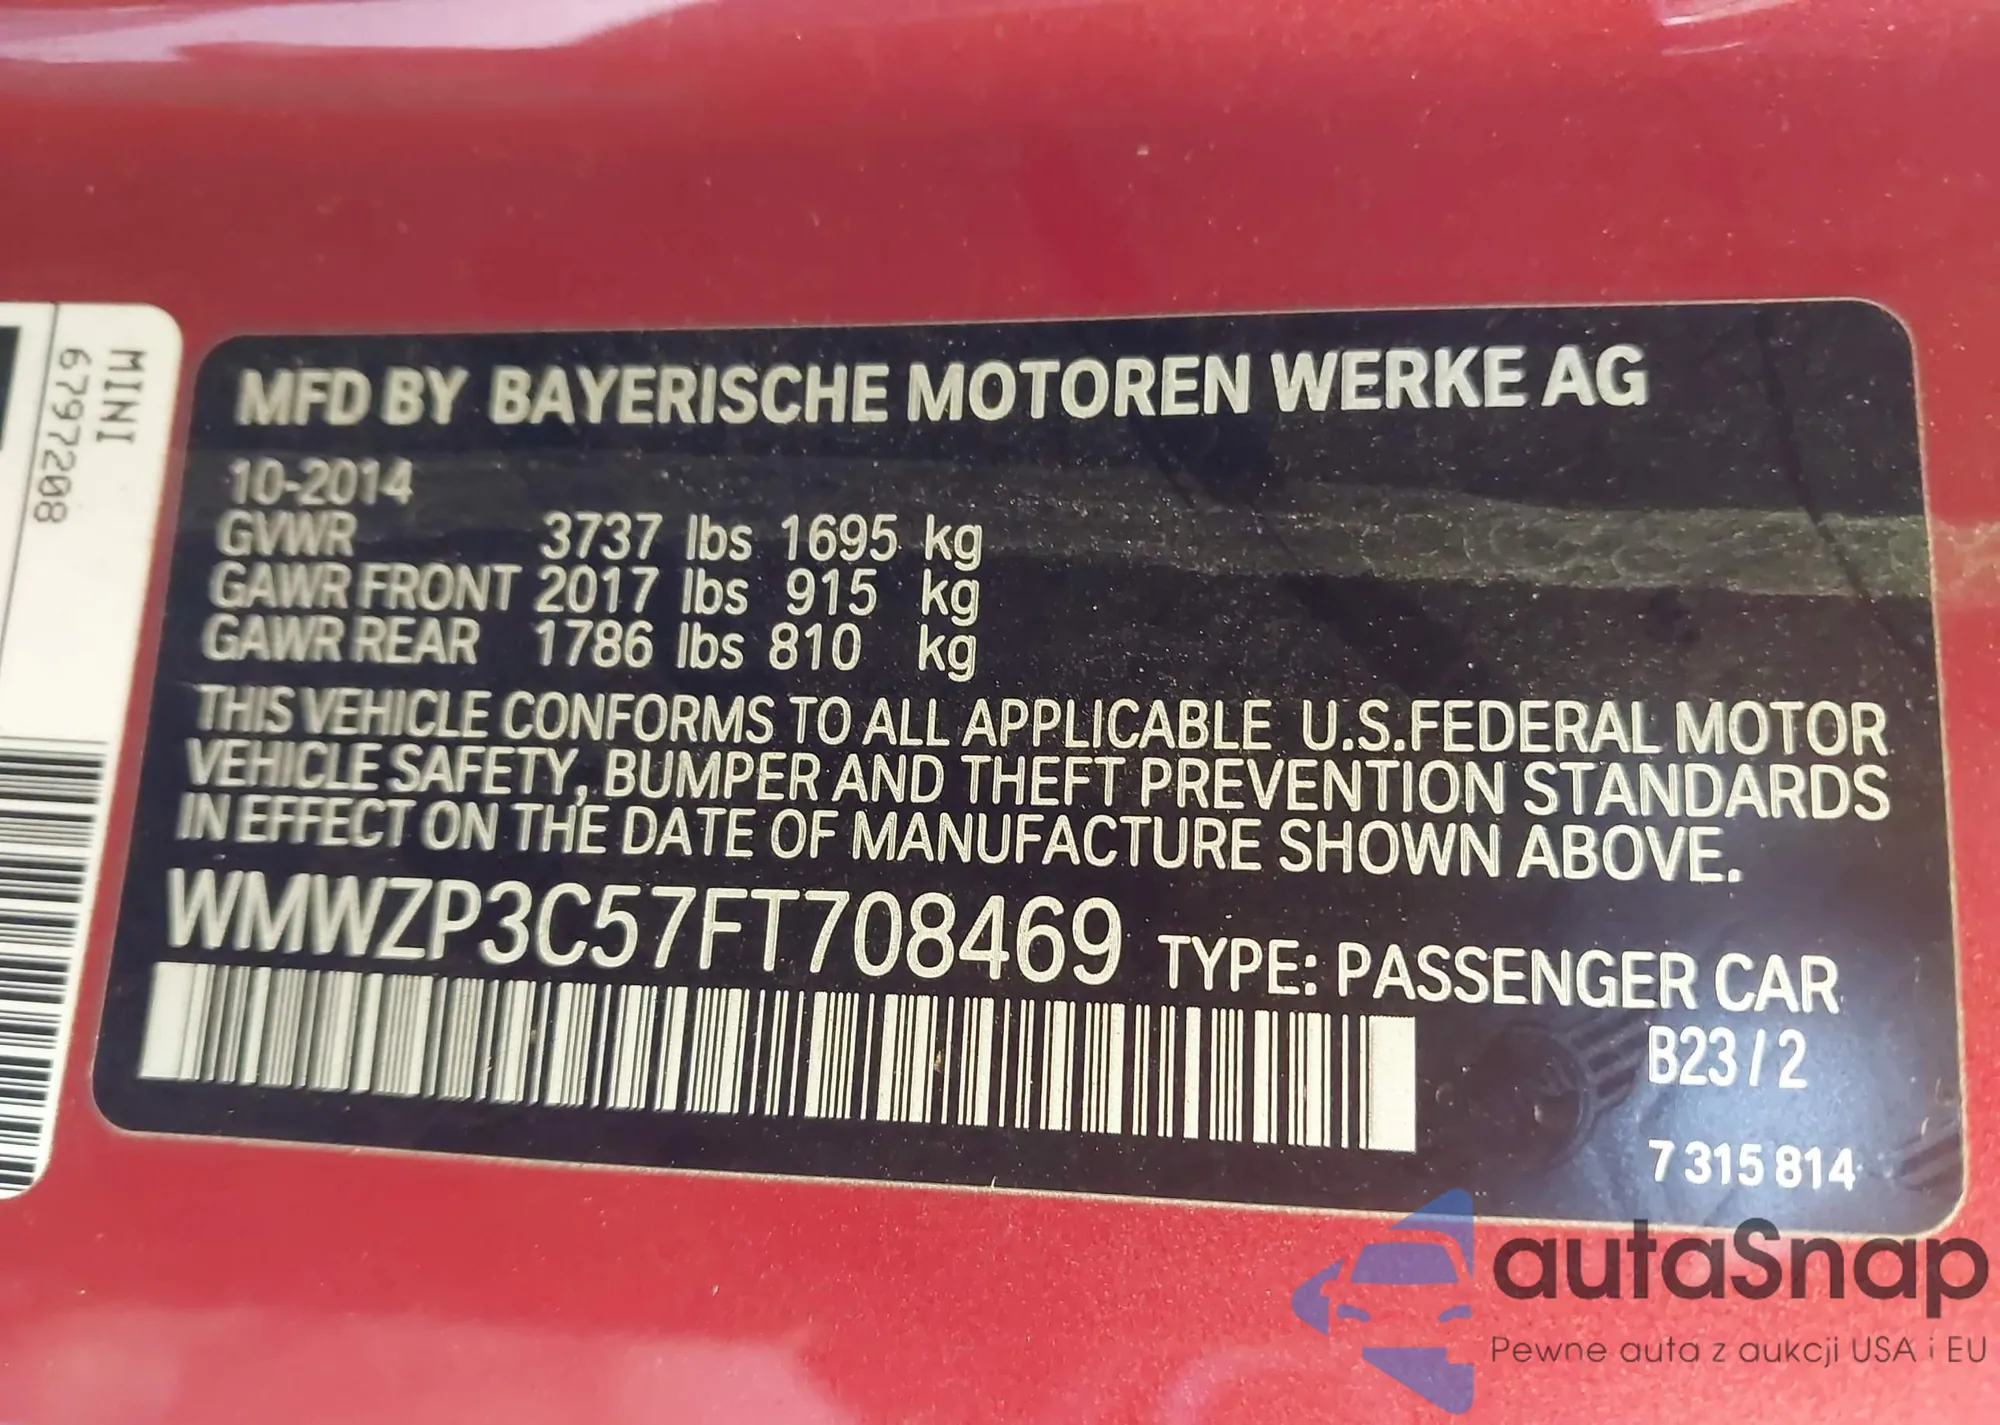 MINI
6797208
MFD BY BAYERISCHE MOTOREN WERKE AG
10-2014
GVWR 3737 lbs 1695 kg
GAWR FRONT 2017 lbs 915 kg
GAWR REAR 1786 lbs 810 kg
THIS VEHICLE CONFORMS TO ALL APPLICABLE U.S.FEDERAL MOTOR
VEHICLE SAFETY, BUMPER AND THEFT PREVENTION STANDARDS
IN EFFECT ON THE DATE OF MANUFACTURE SHOWN ABOVE.
WMWZP3C57FT708469 TYPE: PASSENGER CAR
B23/2
7 315 814
autaSnap
Pewne auta z aukcji USA i EU